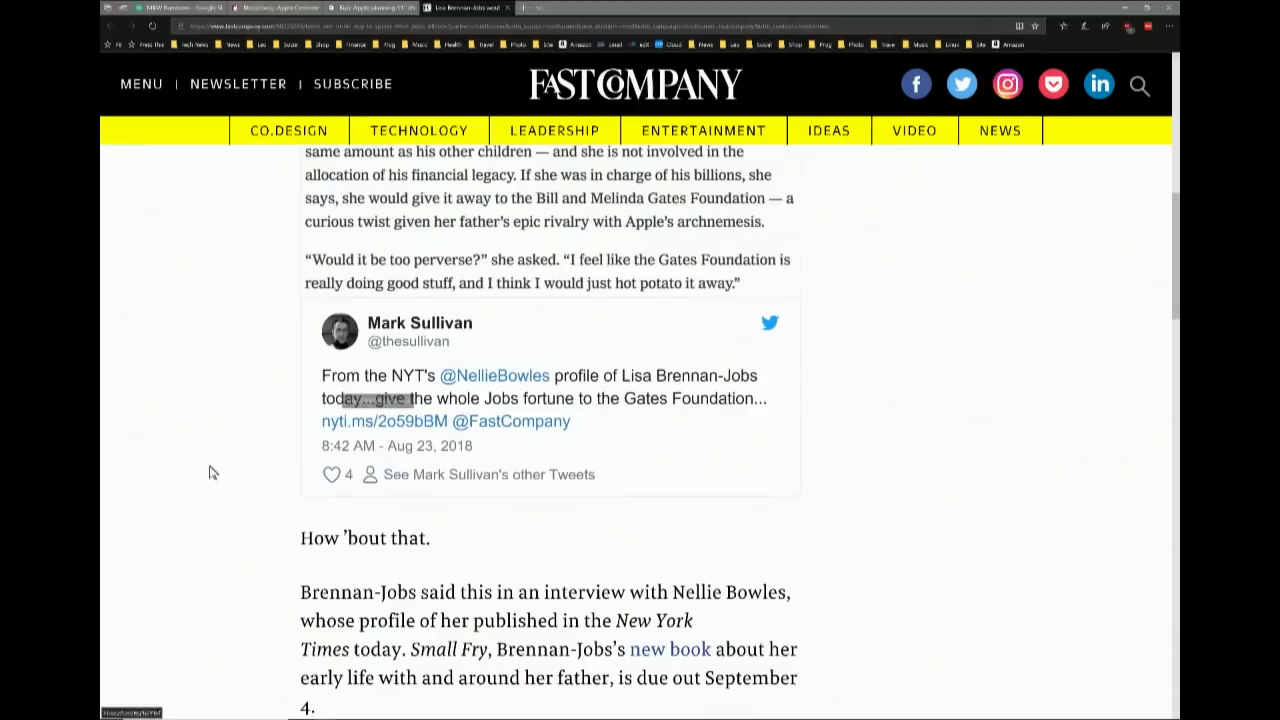 Lisa Brennan-Jobs woul
MENU | NEWSLETTER | SUBSCRIBE
FAST COMPANY
CO.DESIGN
TECHNOLOGY
LEADERSHIP
ENTERTAINMENT
IDEAS
VIDEO
NEWS
same amount as his other children — and she is not involved in the
allocation of his financial legacy. If she was in charge of his billions, she
says, she would give it away to the Bill and Melinda Gates Foundation — a
curious twist given her father’s epic rivalry with Apple’s archnemesis.
“Would it be too perverse?” she asked. “I feel like the Gates Foundation is
really doing good stuff, and I think I would just hot potato it away.”
Mark Sullivan
@thesullivan
From the NYT's @NellieBowles profile of Lisa Brennan-Jobs
today...give the whole Jobs fortune to the Gates Foundation...
nyti.ms/2o59bBM @FastCompany
8:42 AM - Aug 23, 2018
4 See Mark Sullivan's other Tweets
How ’bout that.
Brennan-Jobs said this in an interview with Nellie Bowles,
whose profile of her published in the New York
Times today. Small Fry, Brennan-Jobs’s new book about her
early life with and around her father, is due out September
4.